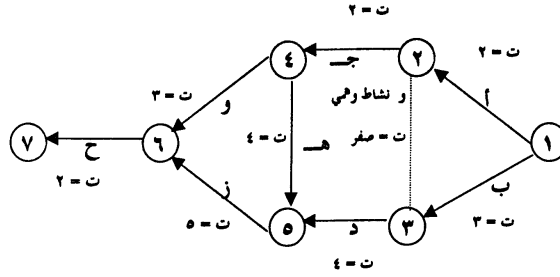 ت = ٢
ت = ٢
٤
جـ
٢
أ
ت = ٣
و
و نشاط وهمي
٧
ح
٦
ت = ٤
هـ
ت = صفر
١
ت = ٢
ز
ب
ت = ٥
٥
د
٣
ت = ٣
ت = ٤